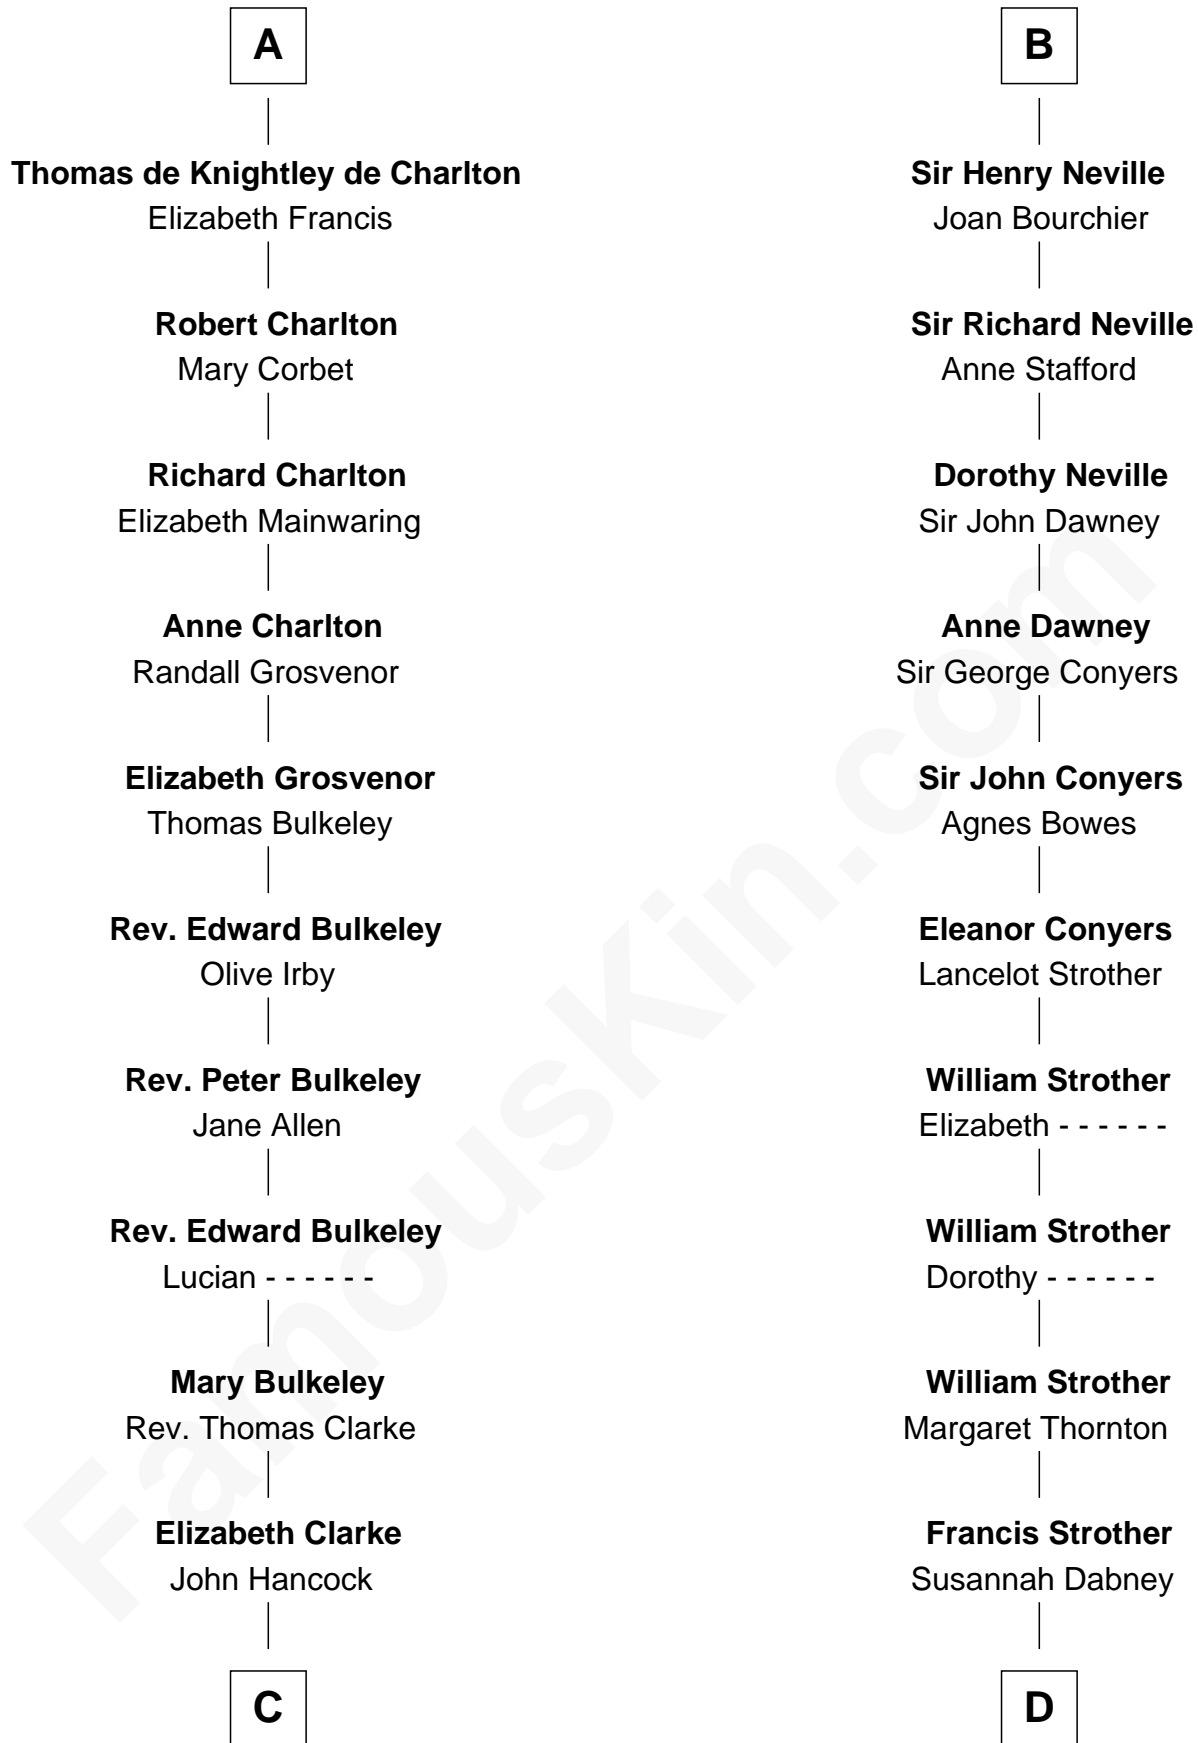 A
Thomas de Knightley de Charlton
Elizabeth Francis
Robert Charlton
Mary Corbet
Richard Charlton
Elizabeth Mainwaring
Anne Charlton
Randall Grosvenor
Elizabeth Grosvenor
Thomas Bulkeley
Rev. Edward Bulkeley
Olive Irby
Rev. Peter Bulkeley
Jane Allen
Rev. Edward Bulkeley
Lucian - - - - - -
Mary Bulkeley
Rev. Thomas Clarke
Elizabeth Clarke
John Hancock
C
B
Sir Henry Neville
Joan Bourchier
Sir Richard Neville
Anne Stafford
Dorothy Neville
Sir John Dawney
Anne Dawney
Sir George Conyers
Sir John Conyers
Agnes Bowes
Eleanor Conyers
Lancelot Strother
William Strother
Elizabeth - - - - - -
William Strother
Dorothy - - - - - -
William Strother
Margaret Thornton
Francis Strother
Susannah Dabney
D
FamousKin.com